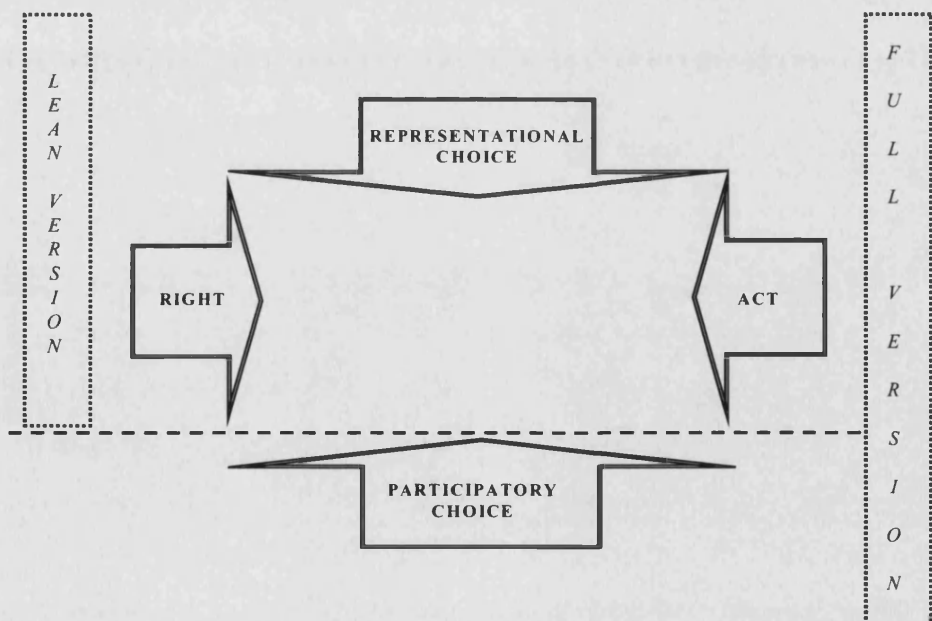 LEAN VERSION
REPRESENTATIONAL
CHOICE
RIGHT
ACT
PARTICIPATORY
CHOICE
FULL VERSION